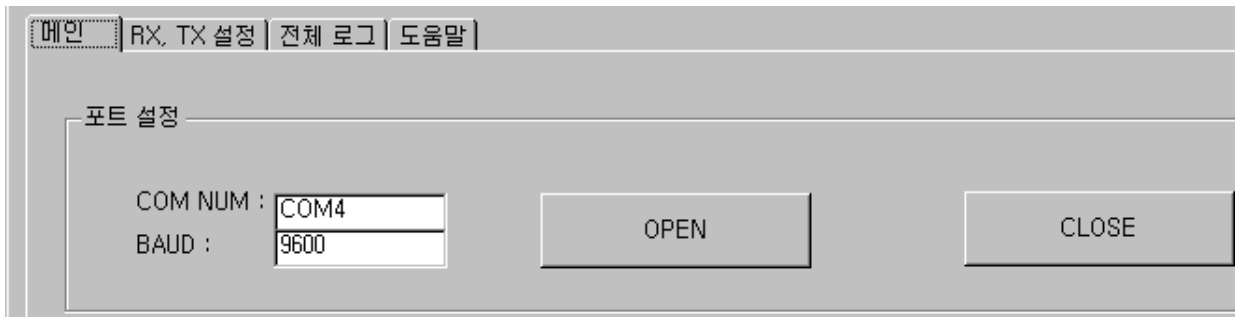 메인 RX, TX 설정 전체 로그 도움말
포트 설정
COM NUM : COM4
OPEN CLOSE
BAUD : 9600